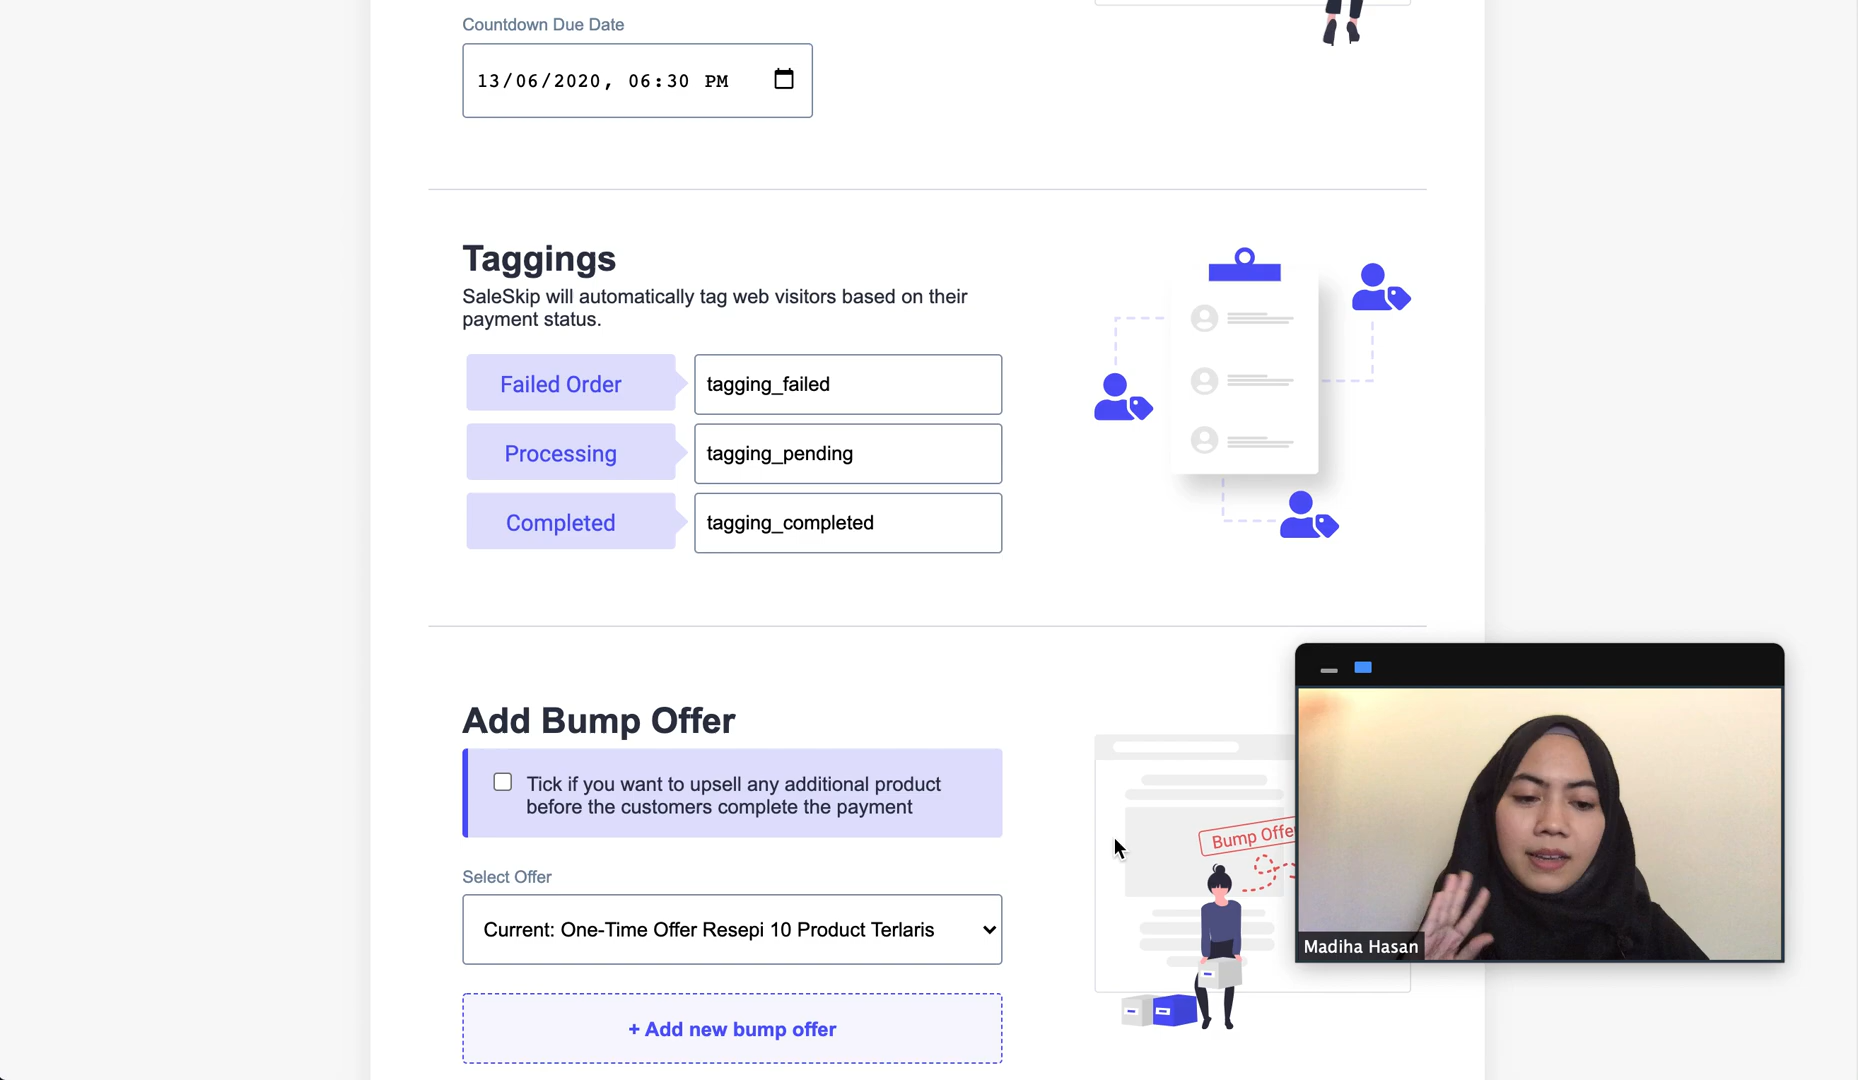 Countdown Due Date
13/06/2020, 06:30 PM
Taggings
SaleSkip will automatically tag web visitors based on their
payment status.
Failed Order
tagging_failed
Processing
tagging_pending
Completed
tagging_completed
Add Bump Offer
Tick if you want to upsell any additional product
before the customers complete the payment
Select Offer
Current: One-Time Offer Resepi 10 Product Terlaris
+ Add new bump offer
Bump Offer
Madiha Hasan